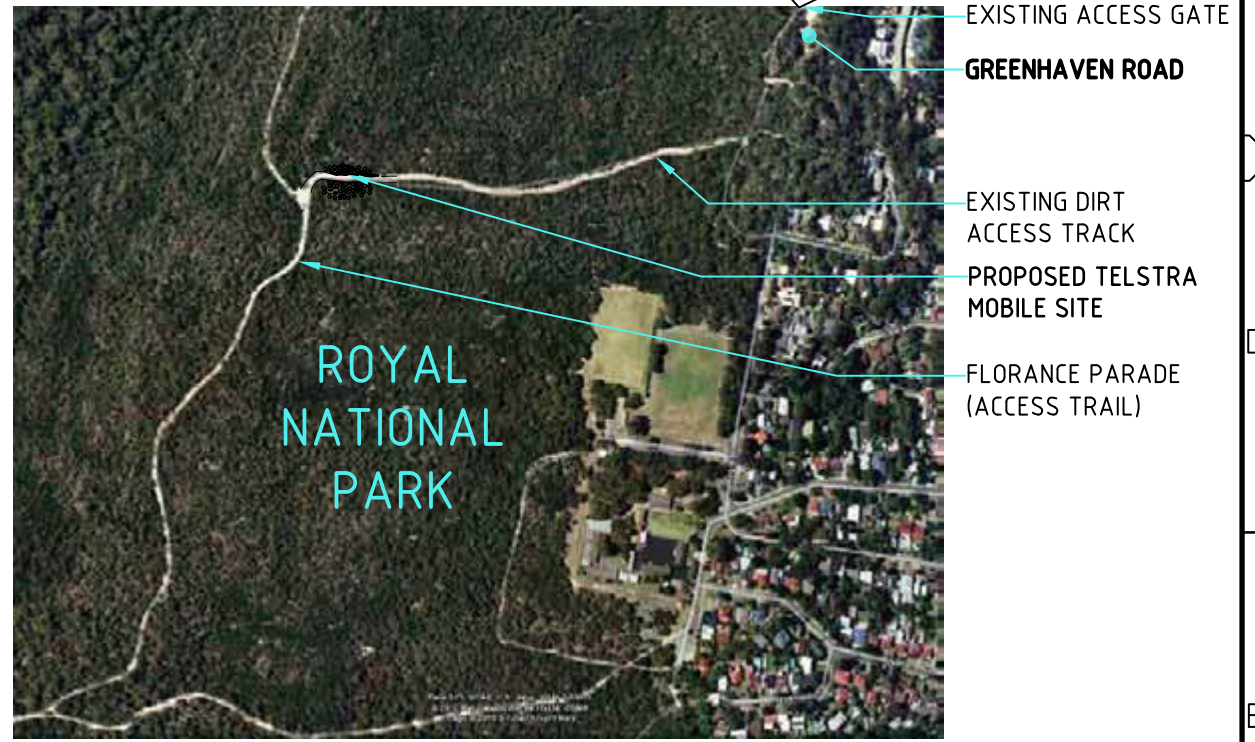 EXISTING ACCESS GATE
GREENHAVEN ROAD
EXISTING DIRT
ACCESS TRACK
PROPOSED TELSTRA
MOBILE SITE
FLORANCE PARADE
(ACCESS TRAIL)
ROYAL
NATIONAL
PARK